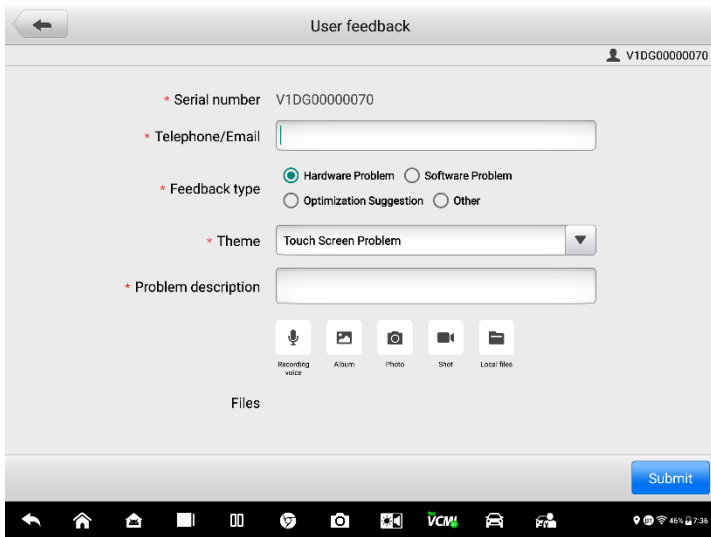 User feedback
V1DG00000070
* Serial number V1DG00000070
* Telephone/Email
* Feedback type
Hardware Problem Software Problem
Optimization Suggestion Other
* Theme Touch Screen Problem
* Problem description
Recording voice Album Photo Shot Local files
Files
Submit
VCMI 46% 7:36